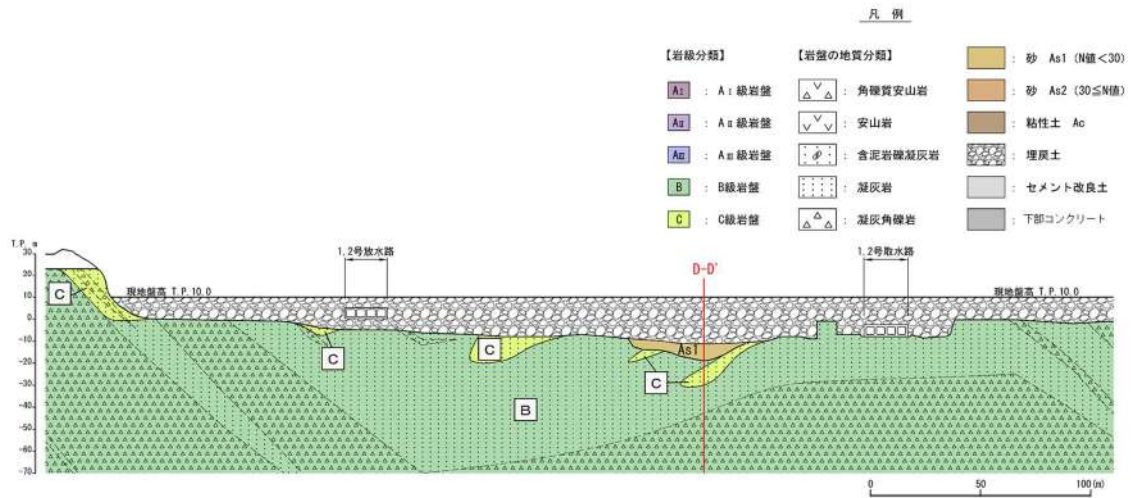 凡 例
【岩級分類】
AⅠ : AⅠ級岩盤
AⅡ : AⅡ級岩盤
AⅢ : AⅢ級岩盤
B : B級岩盤
C : C級岩盤
【岩盤の地質分類】
: 角礫質安山岩
: 安山岩
: 含泥岩礫凝灰岩
: 凝灰岩
: 凝灰角礫岩
: 砂 As1 (N値<30)
: 砂 As2 (30≦N値)
: 粘性土 Ac
: 埋戻土
: セメント改良土
: 下部コンクリート
T.P. m
30
20
10
0
-10
-20
-30
-40
-50
-60
-70
1,2号放水路
D-D'
1,2号取水路
現地盤高 T.P.10.0
現地盤高 T.P.10.0
C
C
C
As1
C
B
0 50 100(m)